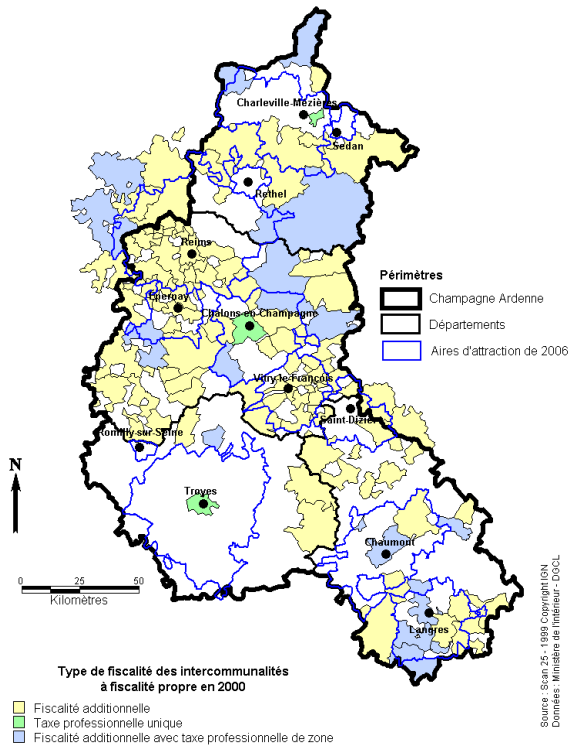 Charleville-Mézières
Sedan
Rethel
Reims
Epernay
Chalons-en-Champagne
Vitry-le-François
Saint-Dizier
Romilly-sur-Seine
Troyes
Chaumont
Langres
Périmètres
Champagne Ardenne
Départements
Aires d'attraction de 2006
N
0 25 50
Kilomètres
Type de fiscalité des intercommunalités
à fiscalité propre en 2000
Fiscalité additionnelle
Taxe professionnelle unique
Fiscalité additionnelle avec taxe professionnelle de zone
Source : Scan 25 - 1999 Copyright IGN
Données : Ministère de l'Intérieur - DGCL